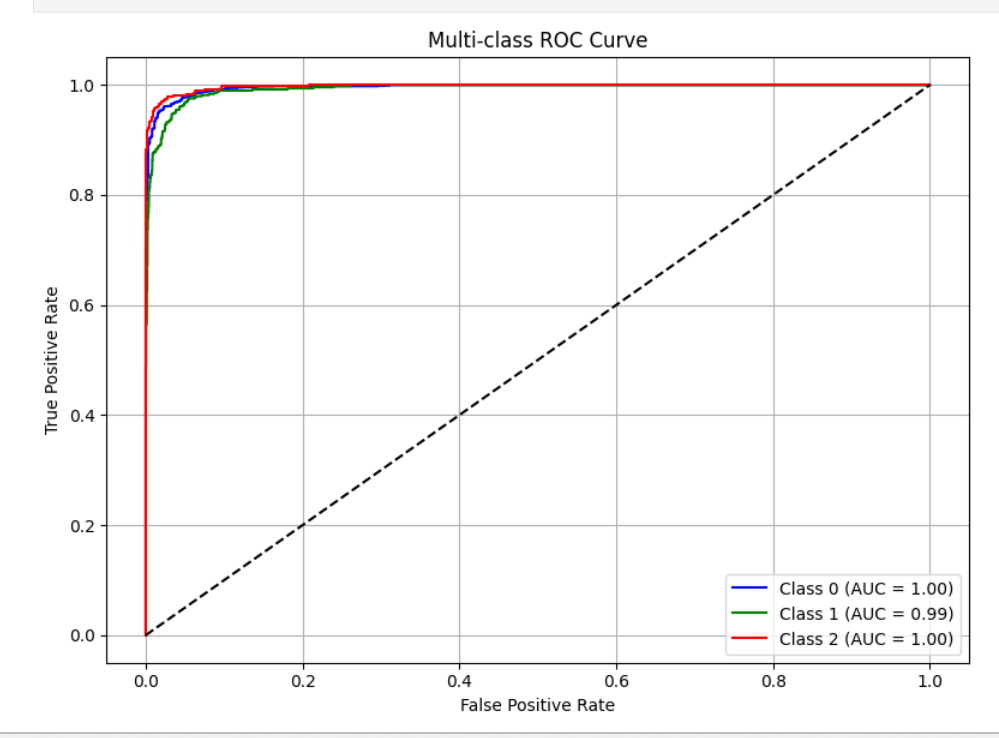 Multi-class ROC Curve
True Positive Rate
1.0
0.8
0.6
0.4
0.2
0.0
Class 0 (AUC = 1.00)
Class 1 (AUC = 0.99)
Class 2 (AUC = 1.00)
0.0 0.2 0.4 0.6 0.8 1.0
False Positive Rate